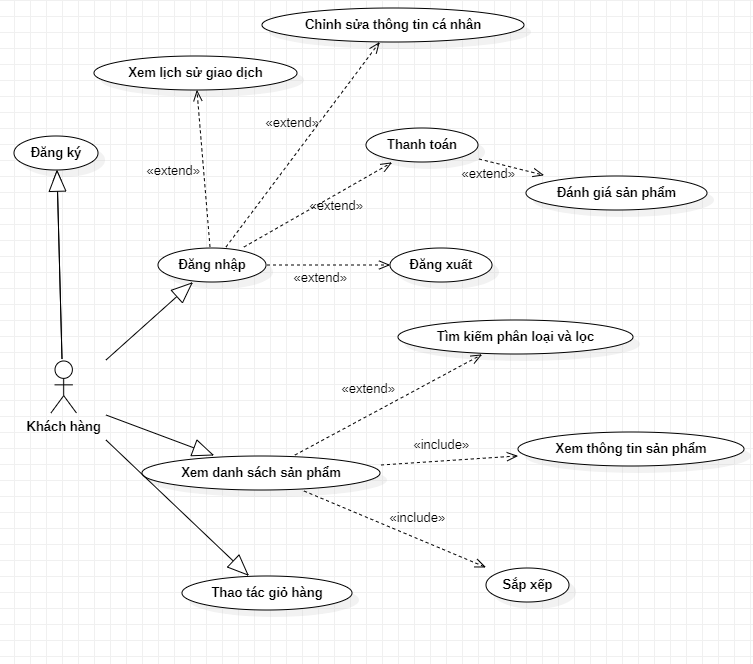 Chỉnh sửa thông tin cá nhân
Xem lịch sử giao dịch
«extend»
Thanh toán
Đăng ký
«extend»
«extend»
Đánh giá sản phẩm
«extend»
Đăng nhập
Đăng xuất
«extend»
Tìm kiếm phân loại và lọc
«extend»
Khách hàng
«include»
Xem thông tin sản phẩm
Xem danh sách sản phẩm
«include»
Sắp xếp
Thao tác giỏ hàng